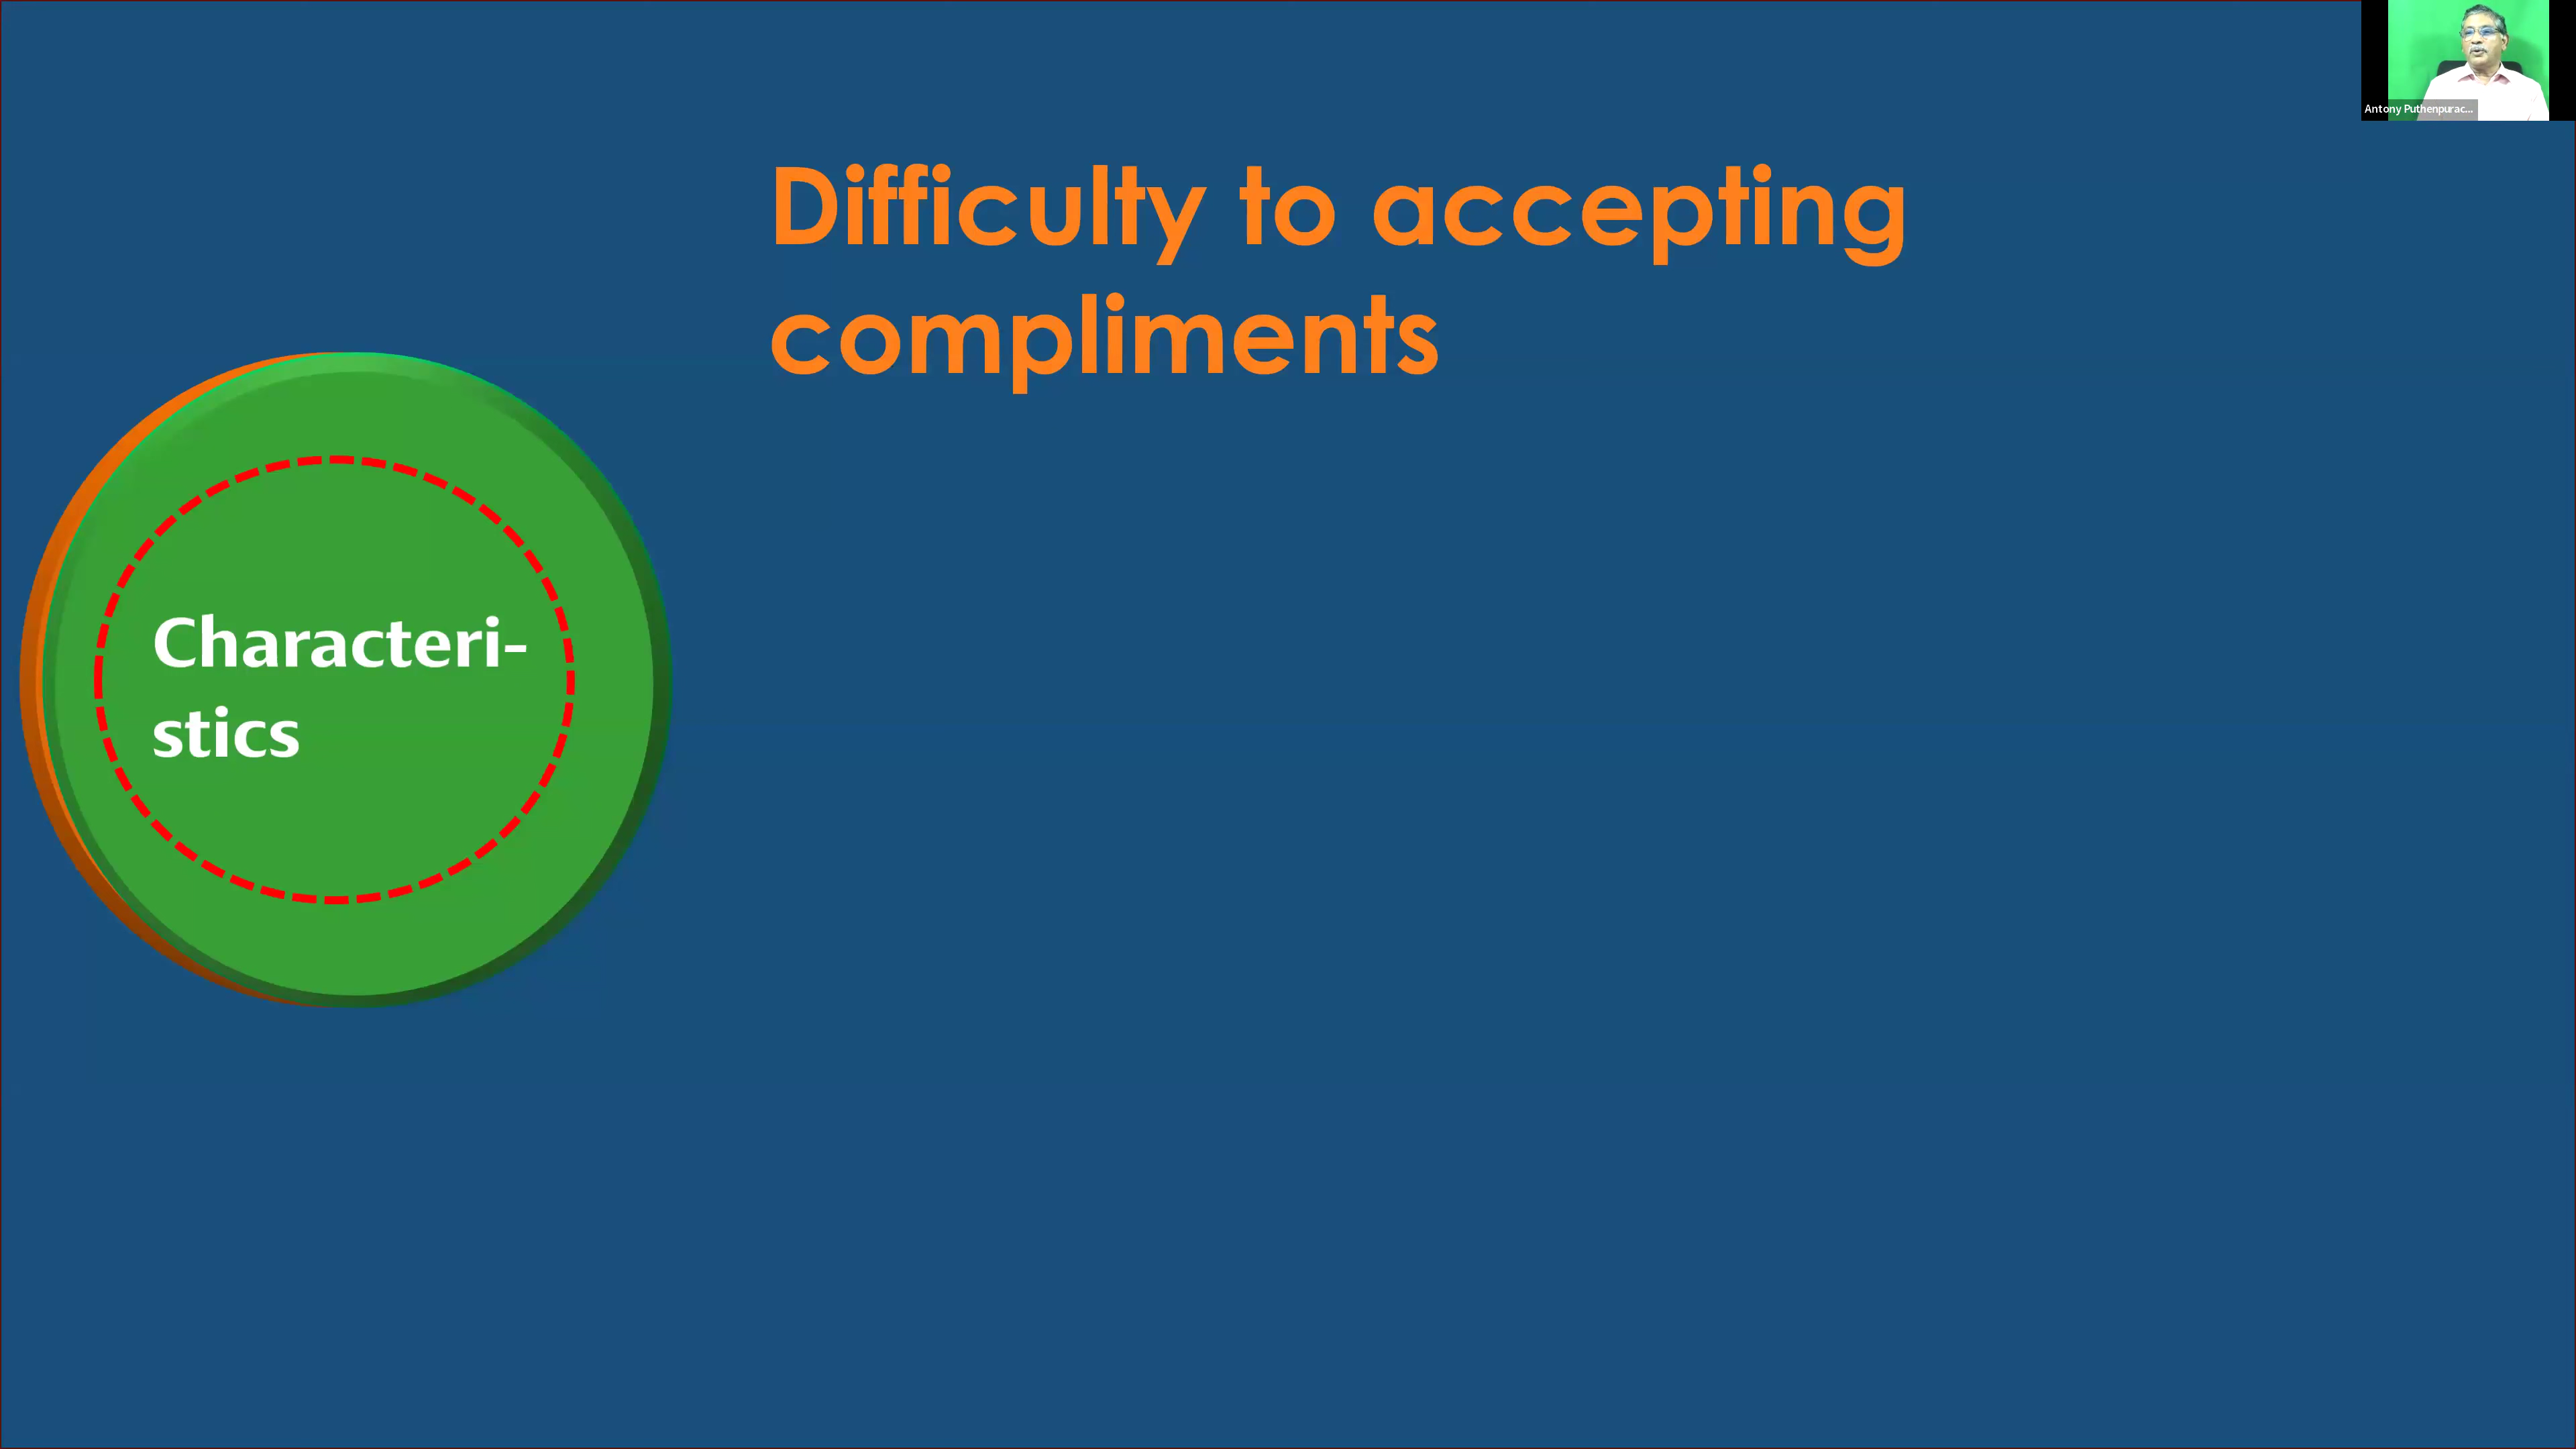 Antony Puthenpurac...
Difficulty to accepting
compliments
Characteri-
stics